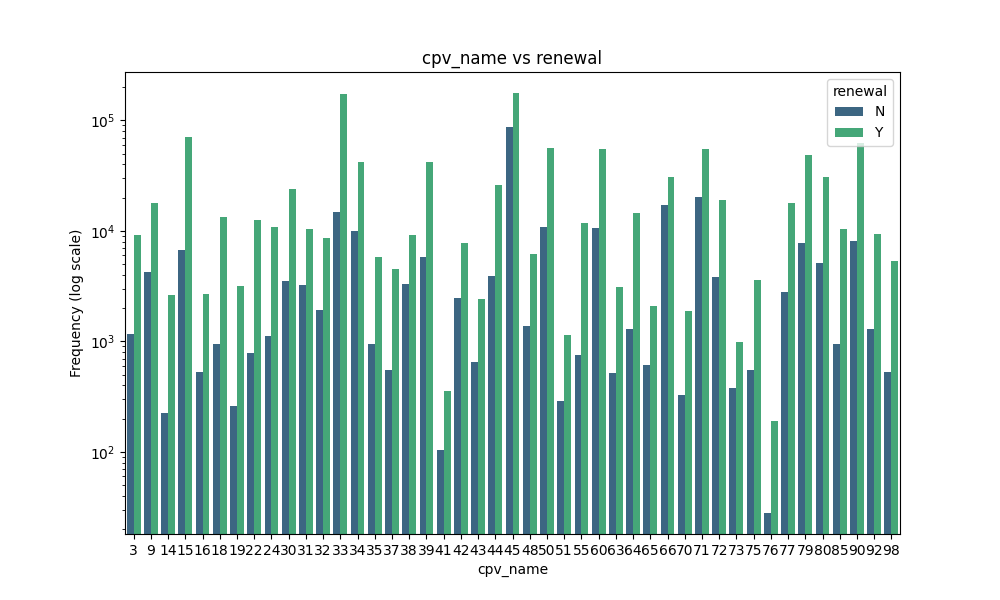 cpv_name vs renewal
renewal
N
Y
Frequency (log scale)
10^5
10^4
10^3
10^2
3 9 14 15 16 18 19 22 24 30 31 32 33 34 35 37 38 39 41 42 43 44 45 48 50 51 55 60 63 64 65 66 70 71 72 73 75 76 77 79 80 85 90 92 98
cpv_name